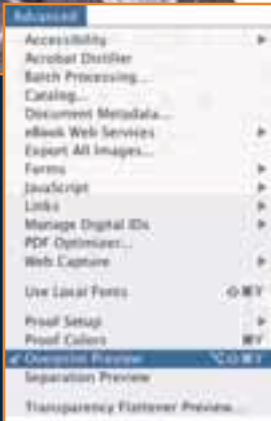 Advanced
Accessibility
Acrobat Distiller
Batch Processing...
Catalog...
Document Metadata...
eBook Web Services
Export All Images...
Forms
JavaScript
Links
Manage Digital IDs
PDF Optimizer...
Web Capture
Use Local Fonts ⇧⌘Y
Proof Setup
Proof Colors ⌘Y
✓ Overprint Preview ⌥⇧⌘Y
Separation Preview
Transparency Flattener Preview...